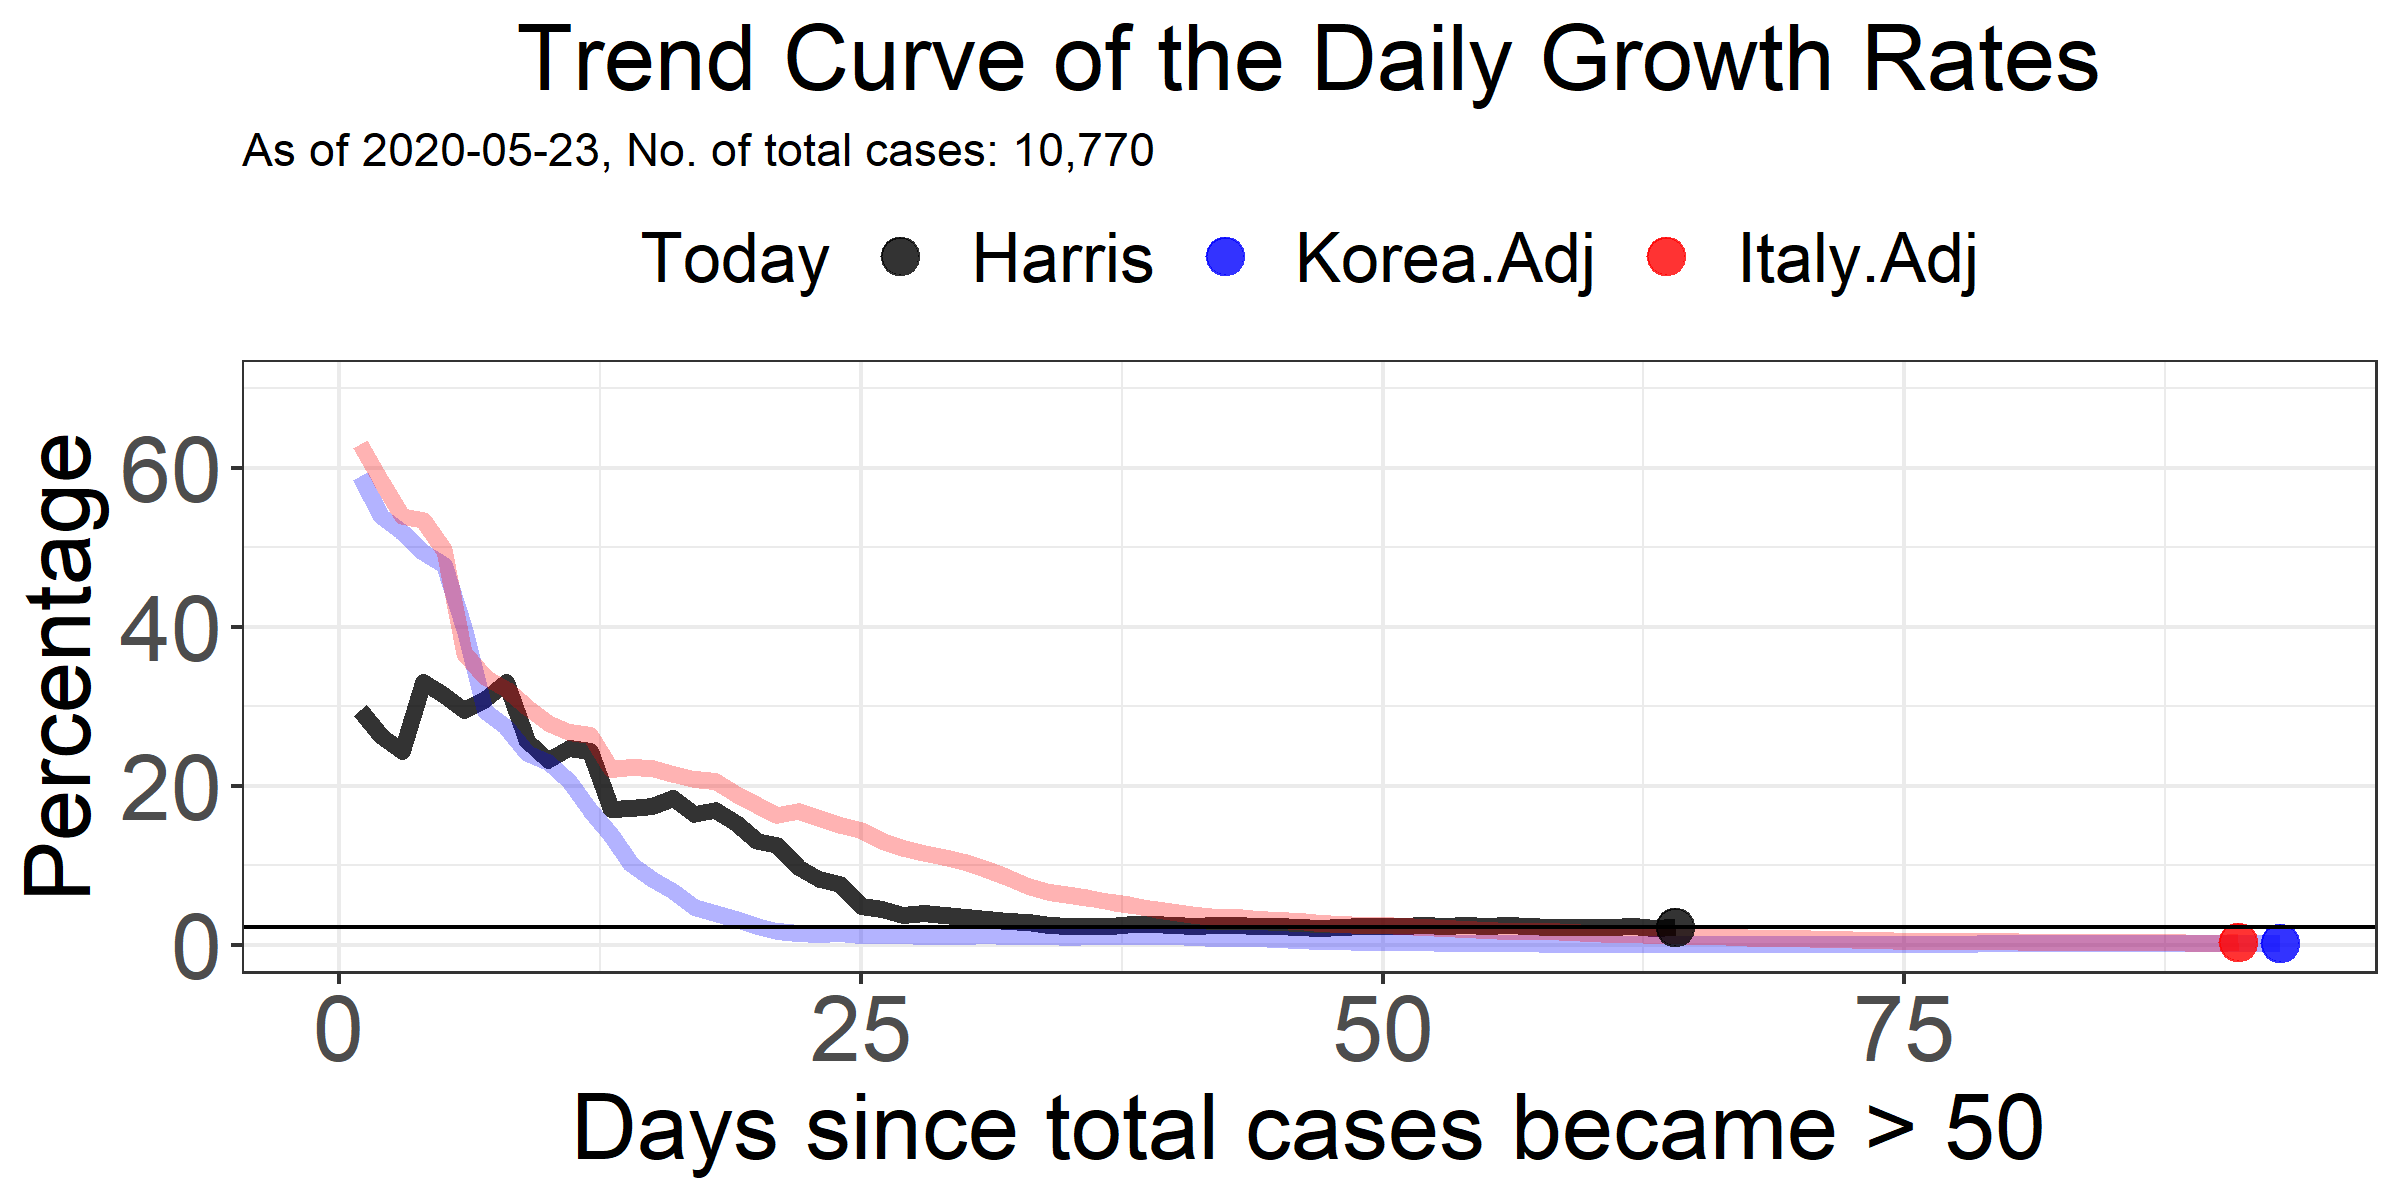 Trend Curve of the Daily Growth Rates
As of 2020-05-23, No. of total cases: 10,770
Today Harris Korea.Adj Italy.Adj
Percentage
60
40
20
0
0 25 50 75
Days since total cases became > 50